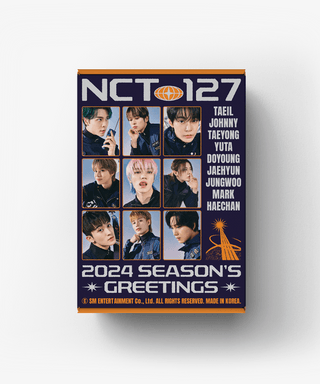 NCT 127
TAEIL
JOHNNY
TAEYONG
YUTA
DOYOUNG
JAEHYUN
JUNGWOO
MARK
HAECHAN
2024 SEASON'S
GREETINGS
SM ENTERTAINMENT Co., Ltd. ALL RIGHTS RESERVED. MADE IN KOREA.